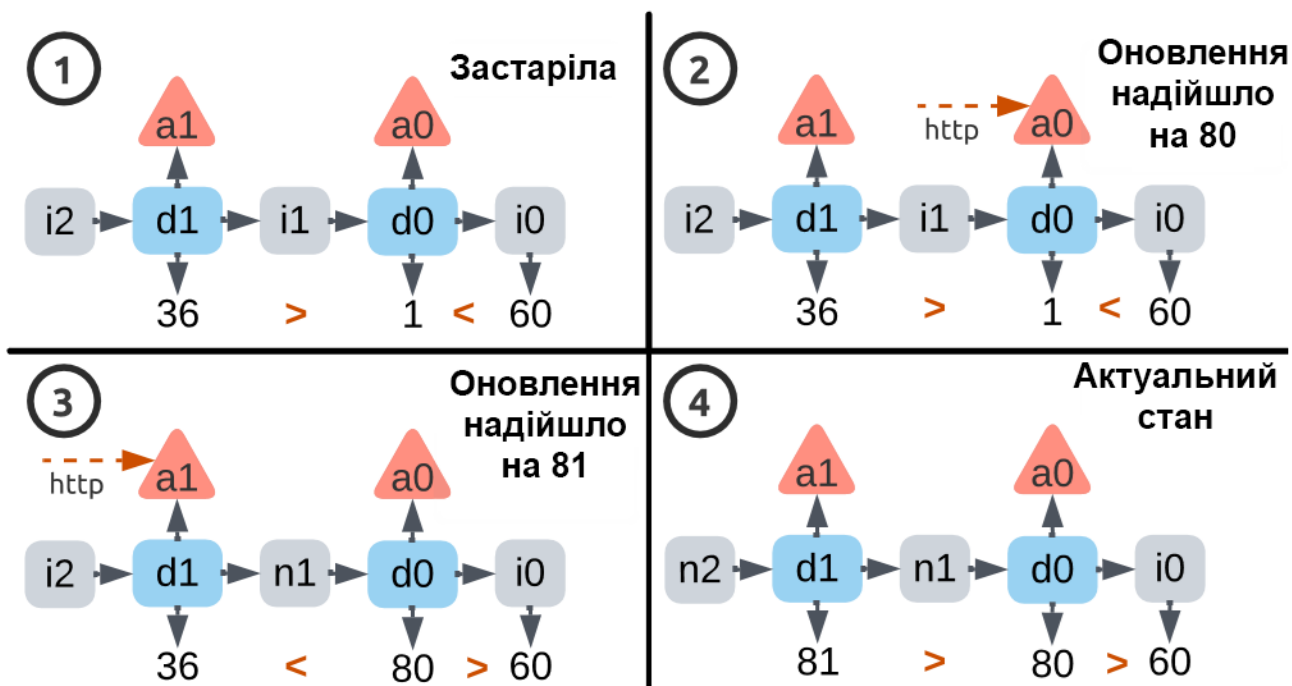 1
Застаріла
a1 a0
i2 d1 i1 d0 i0
36 > 1 < 60
2
Оновлення
надійшло
на 80
a1 http a0
i2 d1 i1 d0 i0
36 > 1 < 60
3
Оновлення
надійшло
на 81
http a1 a0
i2 d1 n1 d0 i0
36 < 80 > 60
4
Актуальний
стан
a1 a0
n2 d1 n1 d0 i0
81 > 80 > 60